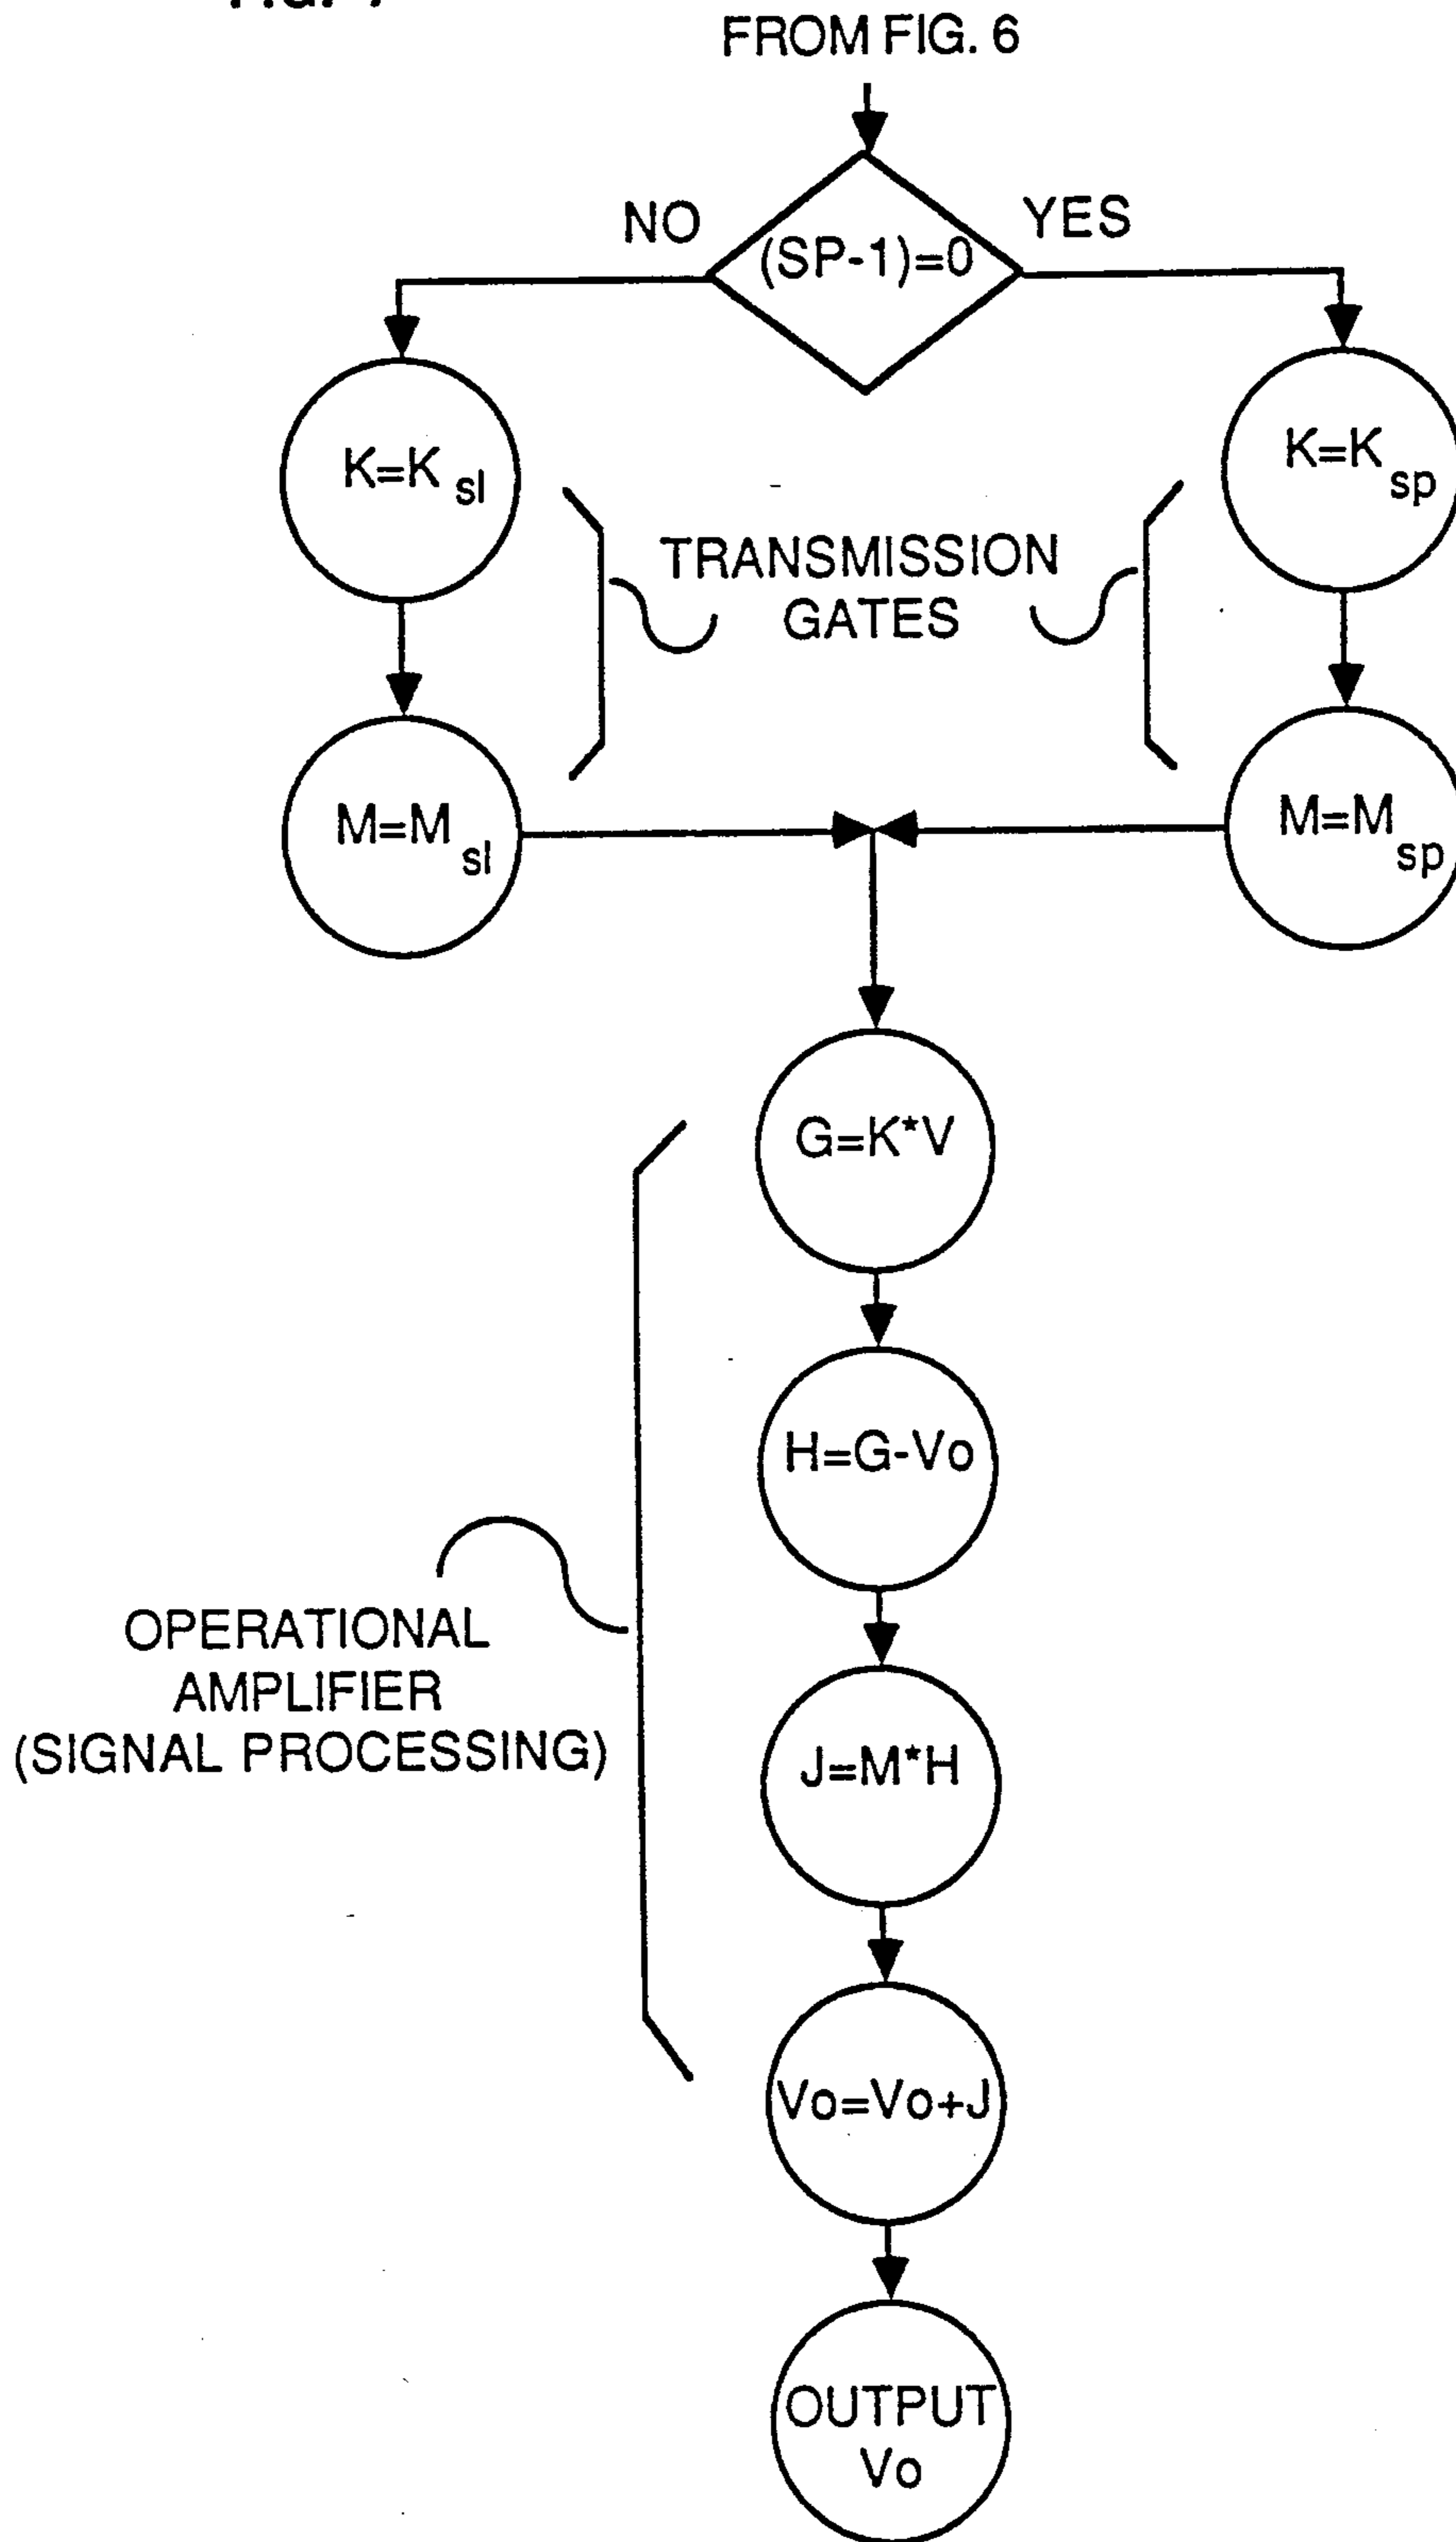 FROM FIG. 6
NO
YES
(SP-1)=0
K=K sl
K=K sp
TRANSMISSION
GATES
M=M sl
M=M sp
G=K*V
H=G-Vo
OPERATIONAL
AMPLIFIER
(SIGNAL PROCESSING)
J=M*H
Vo=Vo+J
OUTPUT
Vo